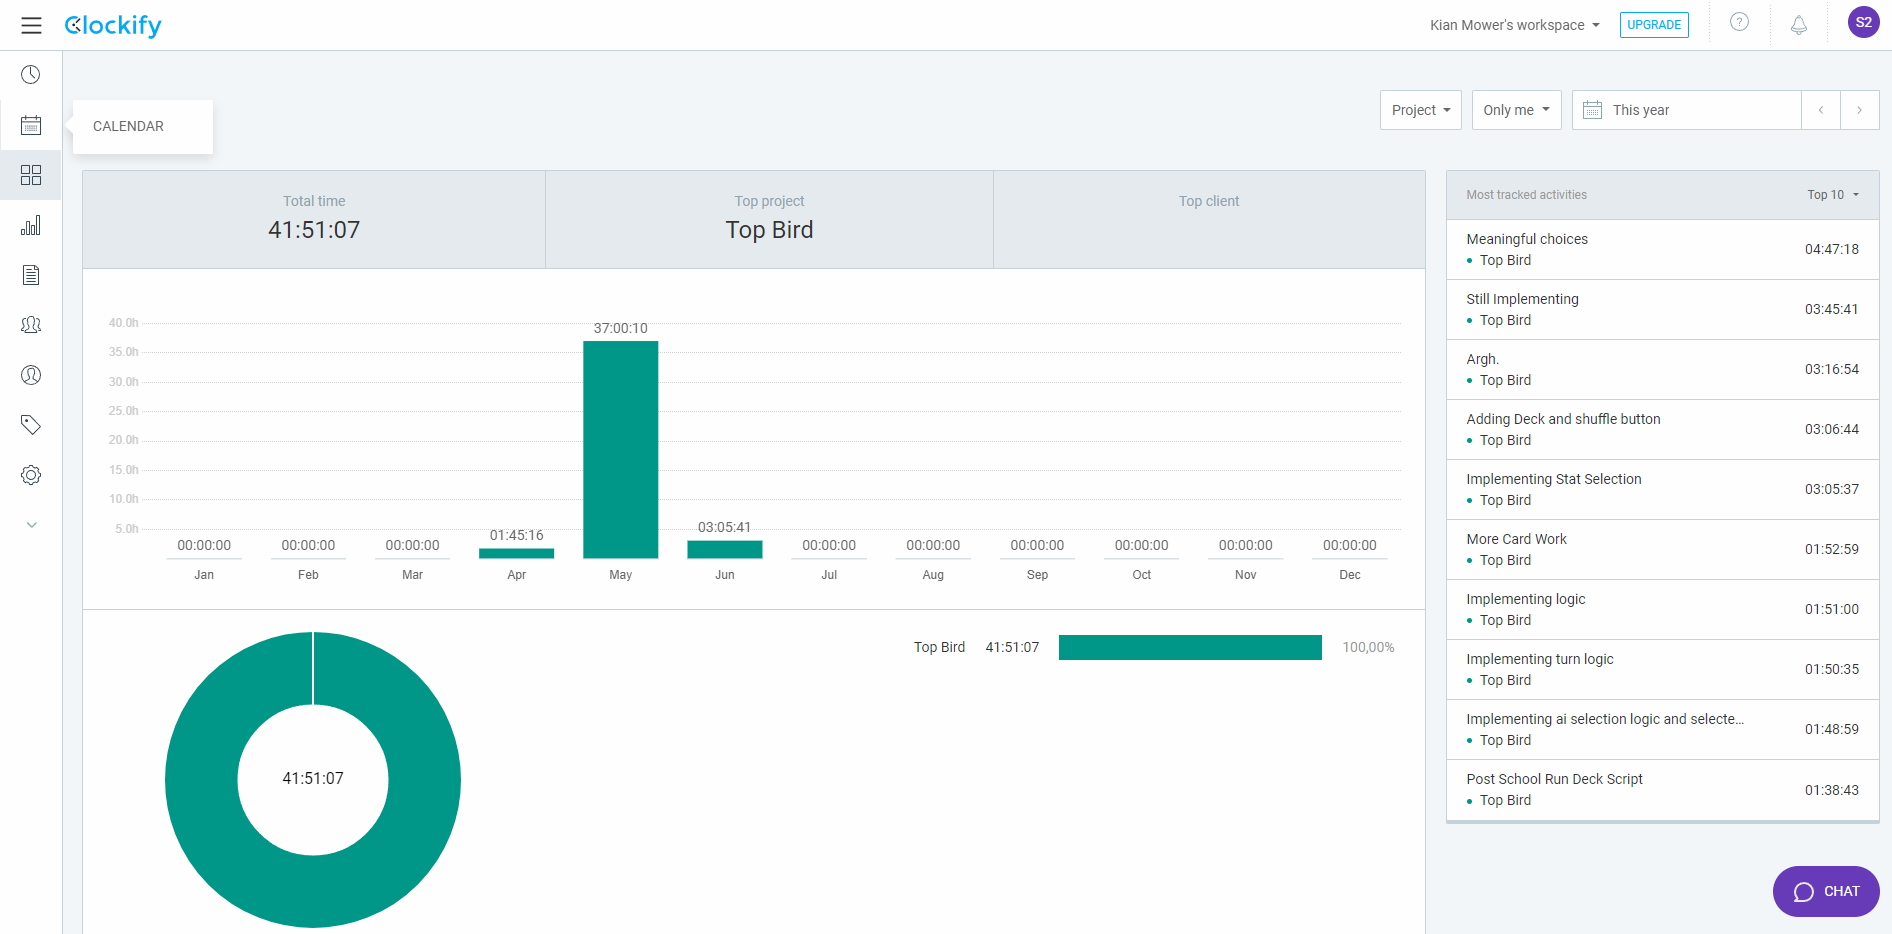 Clockify
Kian Mower's workspace
UPGRADE
?
S2
CALENDAR
Project
Only me
This year
Total time
41:51:07
Top project
Top Bird
Top client
40.0h
35.0h
30.0h
25.0h
20.0h
15.0h
10.0h
5.0h
00:00:00
00:00:00
00:00:00
01:45:16
37:00:10
03:05:41
00:00:00
00:00:00
00:00:00
00:00:00
00:00:00
00:00:00
Jan
Feb
Mar
Apr
May
Jun
Jul
Aug
Sep
Oct
Nov
Dec
41:51:07
Top Bird 41:51:07 100,00%
Most tracked activities Top 10
Meaningful choices
Top Bird
04:47:18
Still Implementing
Top Bird
03:45:41
Argh.
Top Bird
03:16:54
Adding Deck and shuffle button
Top Bird
03:06:44
Implementing Stat Selection
Top Bird
03:05:37
More Card Work
Top Bird
01:52:59
Implementing logic
Top Bird
01:51:00
Implementing turn logic
Top Bird
01:50:35
Implementing ai selection logic and selecte...
Top Bird
01:48:59
Post School Run Deck Script
Top Bird
01:38:43
CHAT